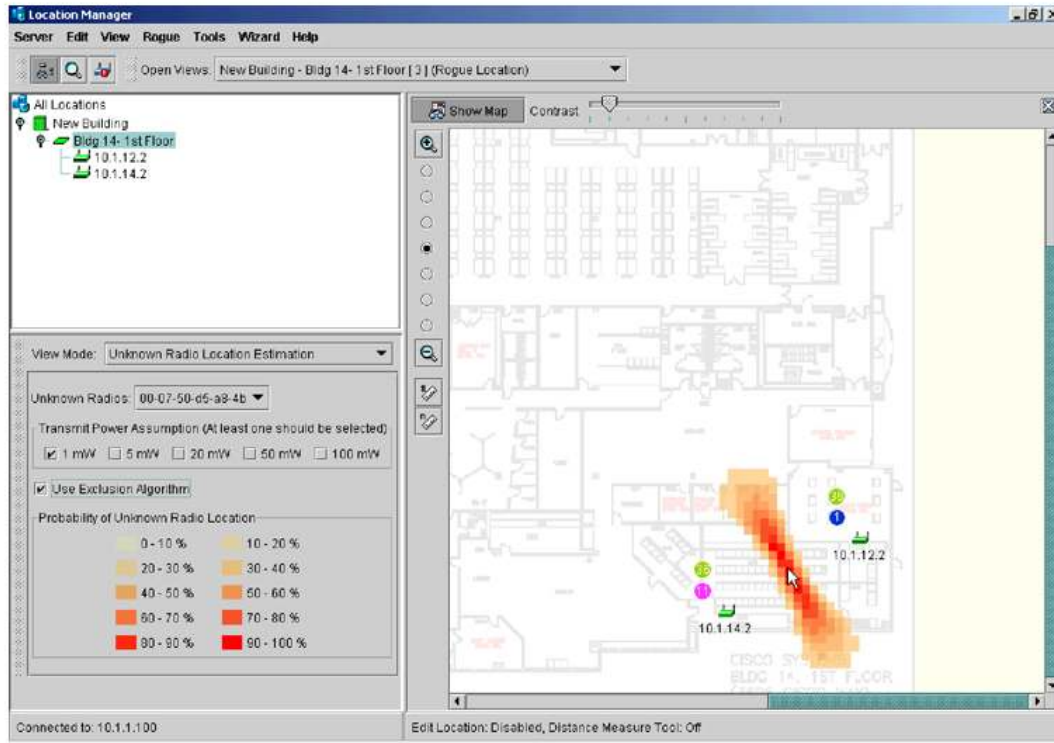 Location Manager
Server Edit View Rogue Tools Wizard Help
Open Views: New Building - Bldg 14- 1st Floor [ 3 ] (Rogue Location)
All Locations
New Building
Bldg 14- 1st Floor
10.1.12.2
10.1.14.2
Show Map Contrast
View Mode: Unknown Radio Location Estimation
Unknown Radios: 00-07-50-d5-a8-4b
Transmit Power Assumption (At least one should be selected)
1 mW 5 mW 20 mW 50 mW 100 mW
Use Exclusion Algorithm
Probability of Unknown Radio Location
0 - 10 % 10 - 20 %
20 - 30 % 30 - 40 %
40 - 50 % 50 - 60 %
60 - 70 % 70 - 80 %
80 - 90 % 90 - 100 %
1
10.1.12.2
11
10.1.14.2
CISCO
BLDG 14, 1ST FLOOR
Connected to: 10.1.1.100
Edit Location: Disabled, Distance Measure Tool: Off